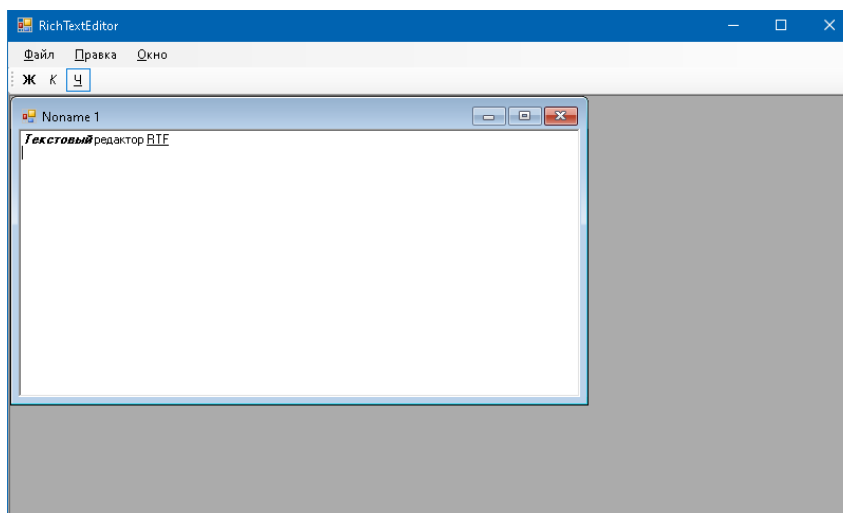 RichTextEditor
Файл Правка Окно
Ж К Ч
Noname 1
Текстовый редактор RTF